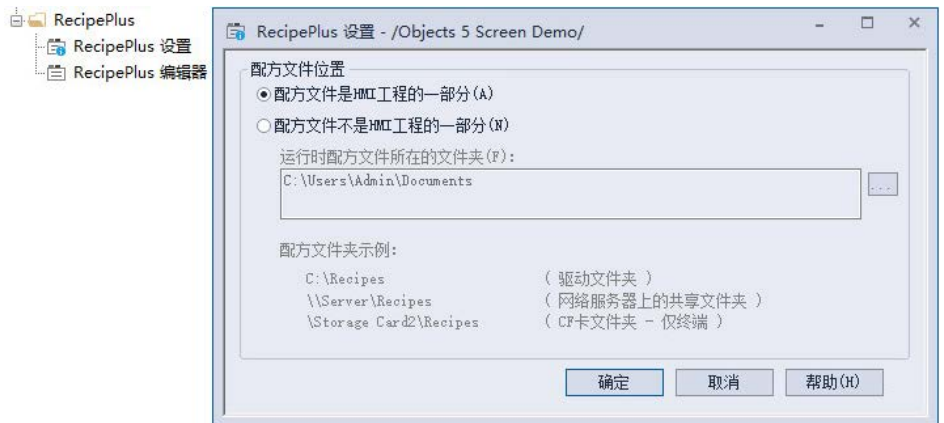 RecipePlus
RecipePlus 设置
RecipePlus 编辑器
RecipePlus 设置 - /Objects 5 Screen Demo/
配方文件位置
配方文件是HMI工程的一部分(A)
配方文件不是HMI工程的一部分(N)
运行时配方文件所在的文件夹(F):
C:\Users\Admin\Documents
...
配方文件夹示例:
C:\Recipes ( 驱动文件夹 )
\\Server\Recipes ( 网络服务器上的共享文件夹 )
\Storage Card2\Recipes ( CF卡文件夹 - 仅终端 )
确定 取消 帮助(H)